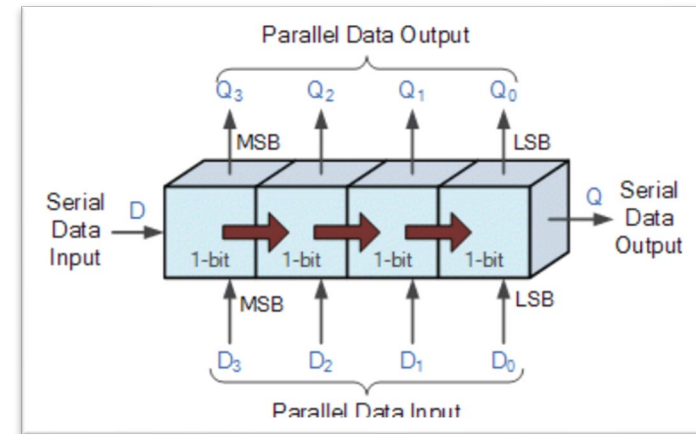 Parallel Data Output
Q₃ Q₂ Q₁ Q₀
MSB LSB
Serial Data Input
D
1-bit 1-bit 1-bit 1-bit
Q
Serial Data Output
MSB LSB
D₃ D₂ D₁ D₀
Parallel Data Input